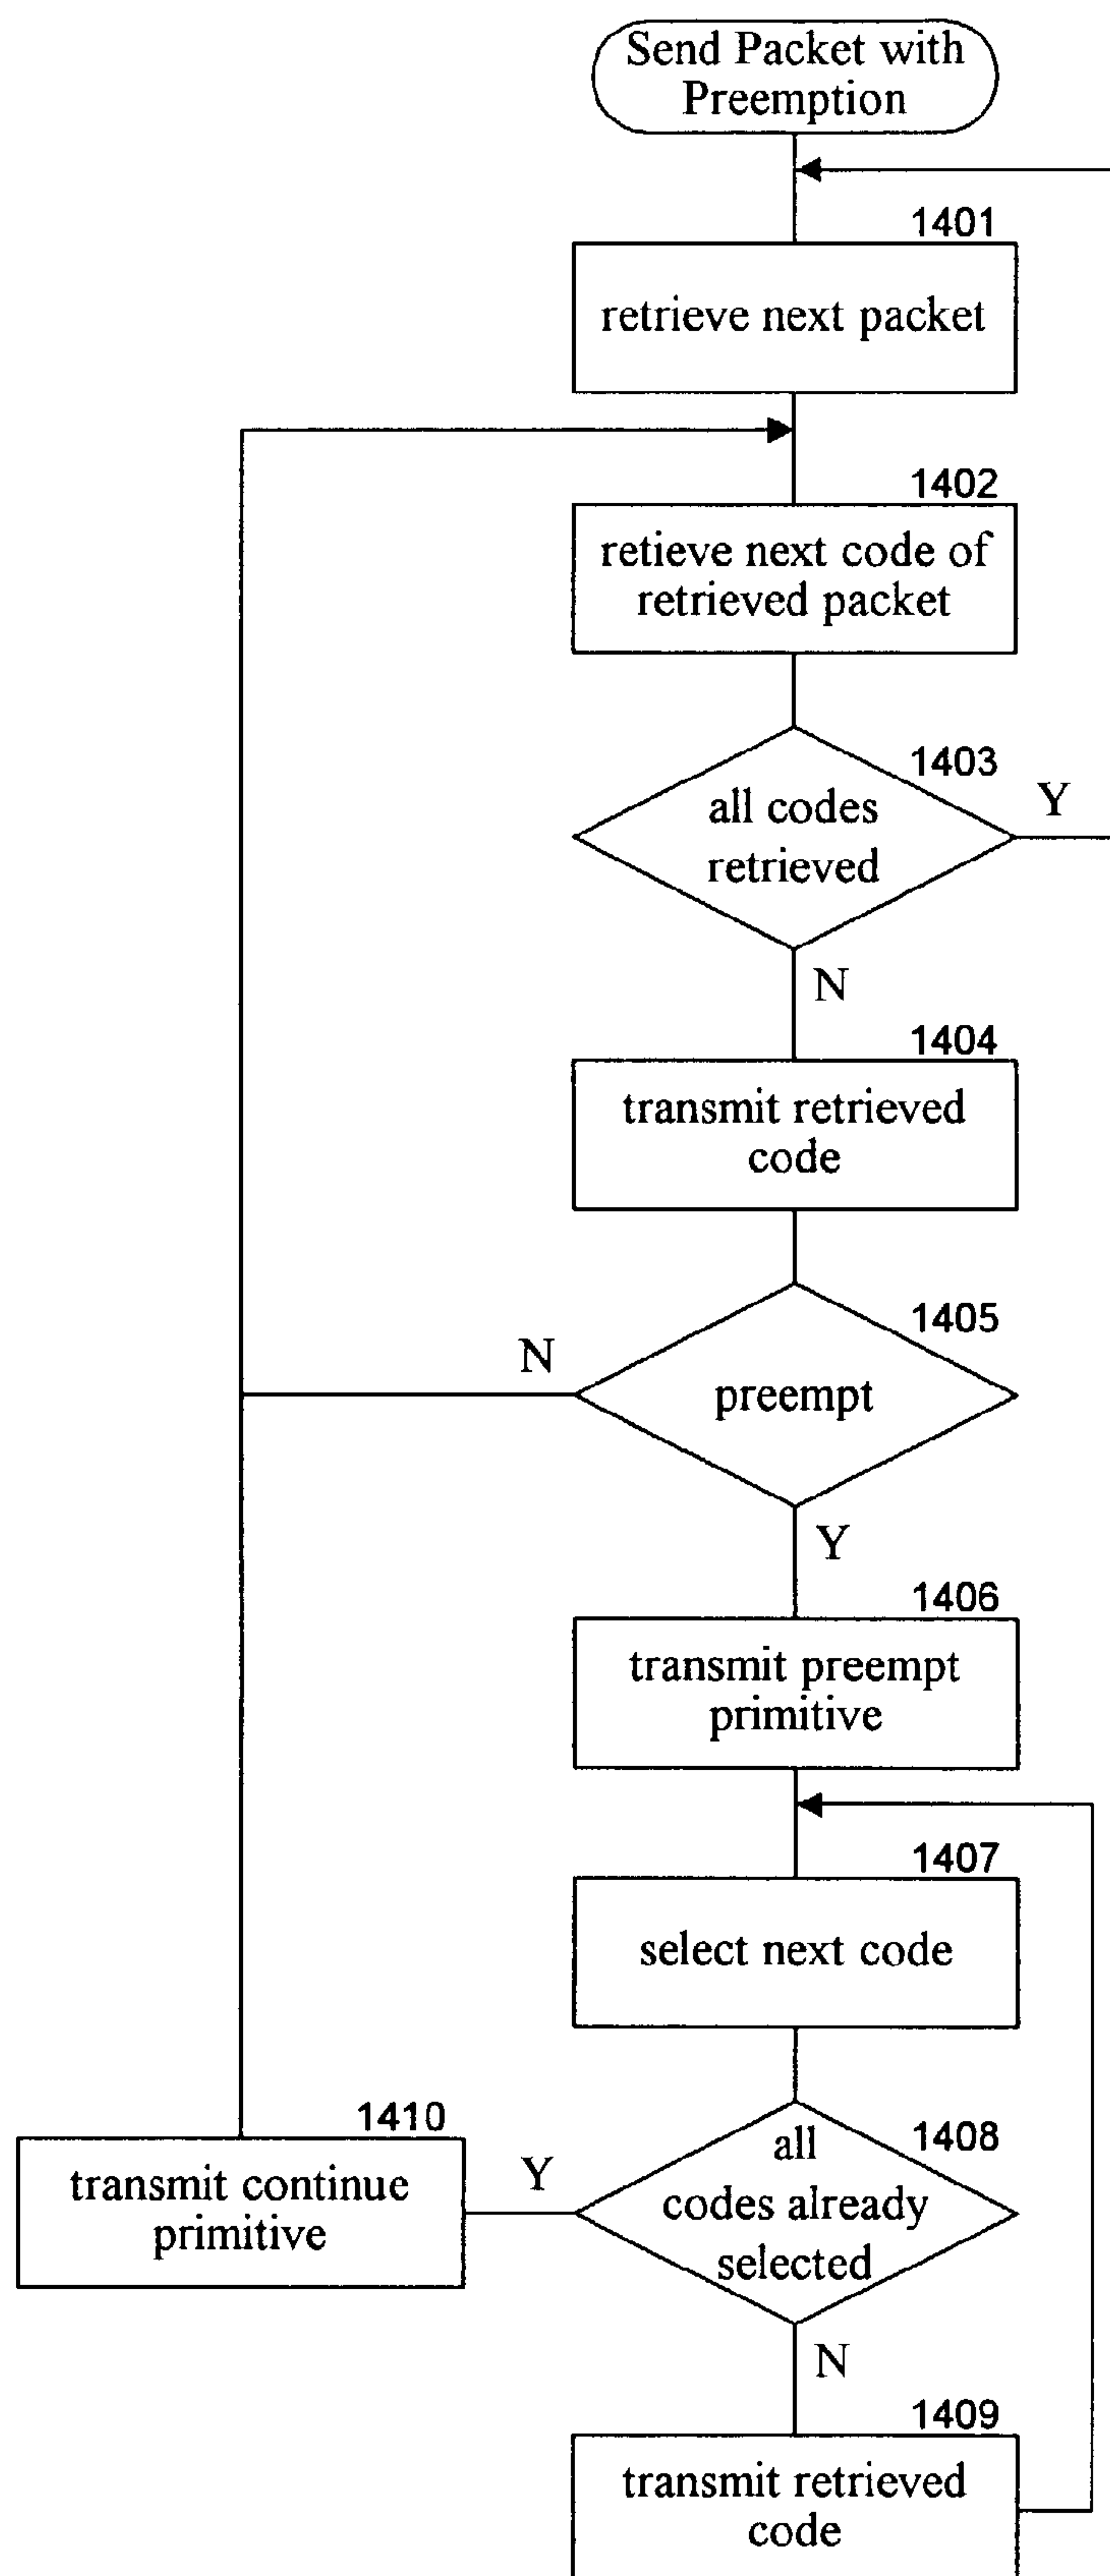 Send Packet with
Preemption
1401
retrieve next packet
1402
retieve next code of
retrieved packet
1403
all codes
retrieved
Y
N
1404
transmit retrieved
code
1405
preempt
N
Y
1406
transmit preempt
primitive
1407
select next code
1408
all
codes already
selected
Y
1410
transmit continue
primitive
N
1409
transmit retrieved
code